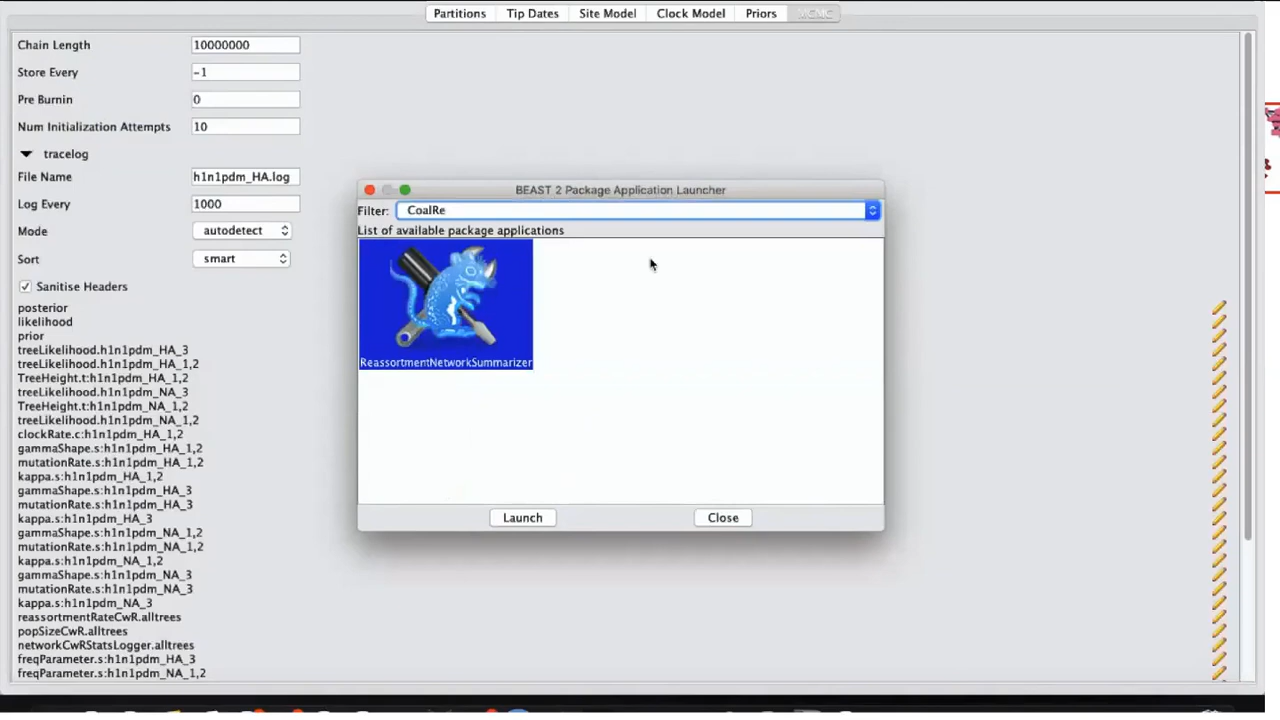 Partitions Tip Dates Site Model Clock Model Priors MCMC
Chain Length 10000000
Store Every -1
Pre Burnin 0
Num Initialization Attempts 10
tracelog
File Name h1n1pdm_HA.log
Log Every 1000
Mode autodetect
Sort smart
Sanitise Headers
posterior
likelihood
prior
treeLikelihood.h1n1pdm_HA_3
treeLikelihood.h1n1pdm_HA_1,2
TreeHeight.t:h1n1pdm_HA_1,2
treeLikelihood.h1n1pdm_NA_3
TreeHeight.t:h1n1pdm_NA_1,2
treeLikelihood.h1n1pdm_NA_1,2
clockRate.c:h1n1pdm_HA_1,2
gammaShape.s:h1n1pdm_HA_1,2
mutationRate.s:h1n1pdm_HA_1,2
kappa.s:h1n1pdm_HA_1,2
gammaShape.s:h1n1pdm_HA_3
mutationRate.s:h1n1pdm_HA_3
kappa.s:h1n1pdm_HA_3
gammaShape.s:h1n1pdm_NA_1,2
mutationRate.s:h1n1pdm_NA_1,2
kappa.s:h1n1pdm_NA_1,2
gammaShape.s:h1n1pdm_NA_3
mutationRate.s:h1n1pdm_NA_3
kappa.s:h1n1pdm_NA_3
reassortmentRateCwR.alltrees
popSizeCwR.alltrees
networkCwRStatsLogger.alltrees
freqParameter.s:h1n1pdm_HA_3
freqParameter.s:h1n1pdm_NA_1,2
BEAST 2 Package Application Launcher
Filter: CoalRe
List of available package applications
ReassortmentNetworkSummarizer
Launch Close